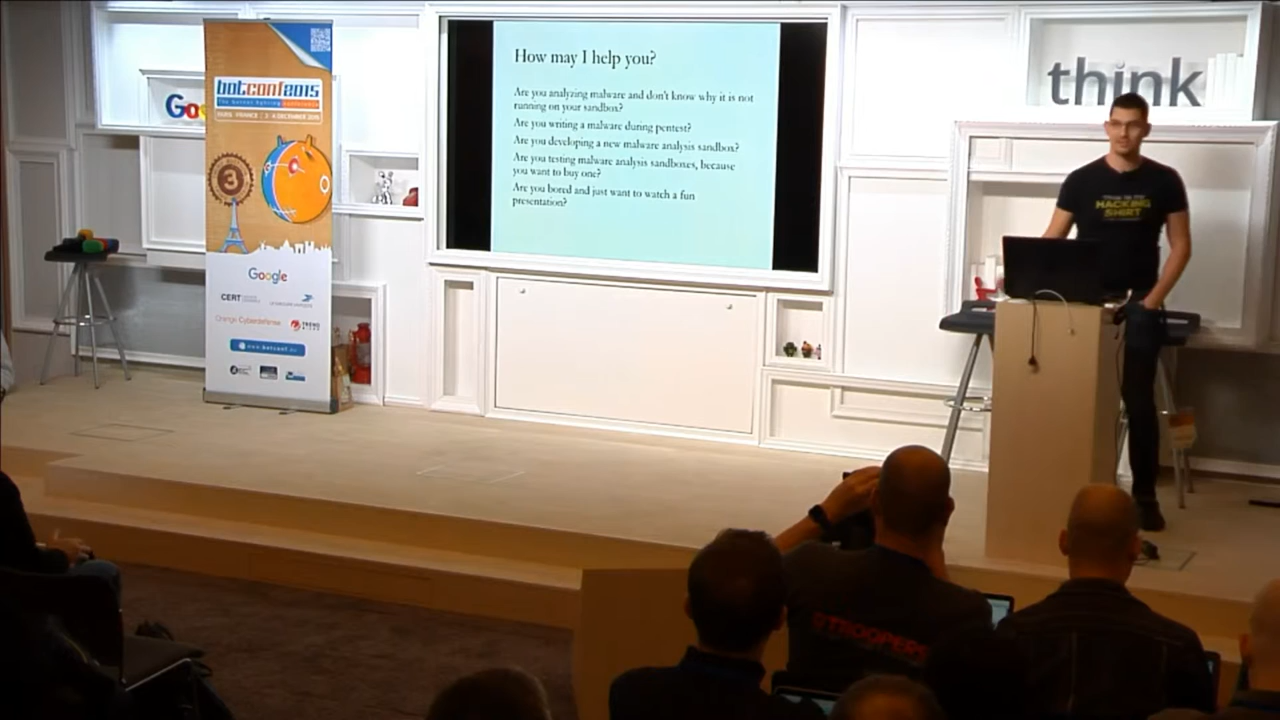 How may I help you?
Are you analyzing malware and don't know why it is not
running on your sandbox?
Are you writing a malware during pentest?
Are you developing a new malware analysis sandbox?
Are you testing malware analysis sandboxes, because
you want to buy one?
Are you bored and just want to watch a fun
presentation?
botconf2015
The botnet fighting conference
PARIS - FRANCE | 2 - 4 DECEMBER 2015
3
Google
CERT
Orange Cyberdefense
TREND
www.botconf.eu
Goo
think
HACKING
SHIRT
TROOPERS